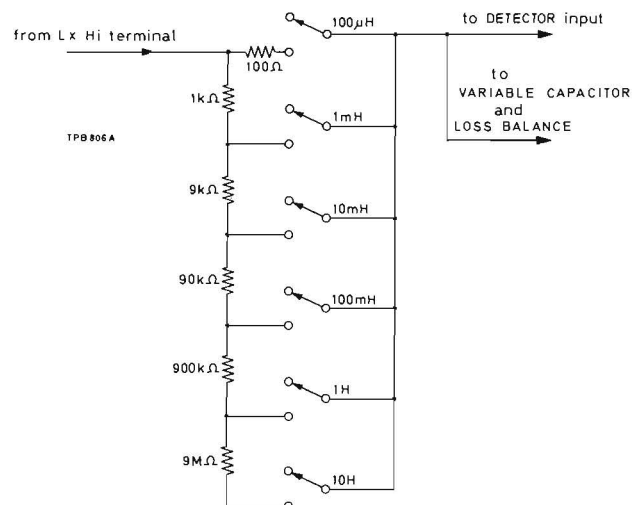 100μH
to DETECTOR input
from Lx Hi terminal
100Ω
to
VARIABLE CAPACITOR
and
LOSS BALANCE
1kΩ
1mH
TPB806A
9kΩ
10mH
90kΩ
100mH
900kΩ
1H
9MΩ
10H